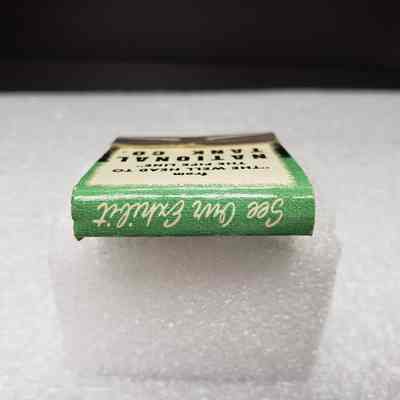 See Our Exhibit
from
"THE WELL HEAD TO
THE PIPE LINE"
NATIONAL
TANK CO.